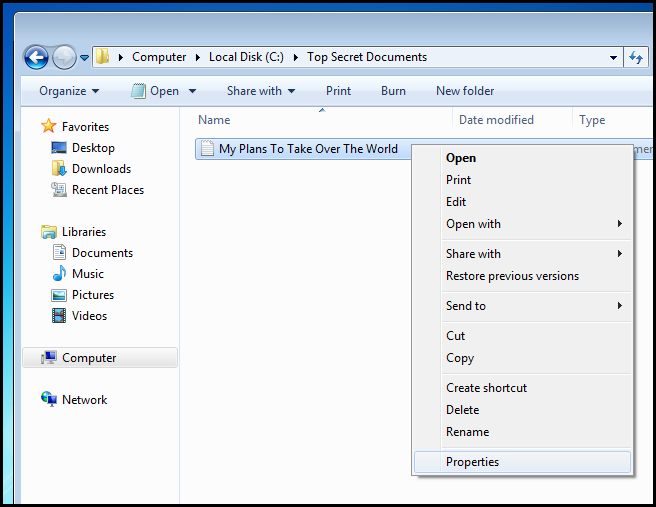 Computer Local Disk (C:) Top Secret Documents
Organize Open Share with Print Burn New folder
Name Date modified Type
My Plans To Take Over The World
Favorites
Desktop
Downloads
Recent Places
Libraries
Documents
Music
Pictures
Videos
Computer
Network
Open
Print
Edit
Open with
Share with
Restore previous versions
Send to
Cut
Copy
Create shortcut
Delete
Rename
Properties